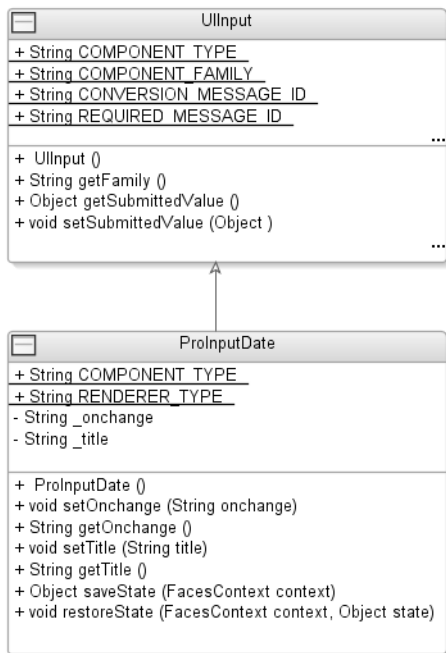 UIInput
+ String COMPONENT_TYPE
+ String COMPONENT_FAMILY
+ String CONVERSION_MESSAGE_ID
+ String REQUIRED_MESSAGE_ID
...
+ UIInput ()
+ String getFamily ()
+ Object getSubmittedValue ()
+ void setSubmittedValue (Object )
...
ProInputDate
+ String COMPONENT_TYPE
+ String RENDERER_TYPE
- String _onchange
- String _title
+ ProInputDate ()
+ void setOnchange (String onchange)
+ String getOnchange ()
+ void setTitle (String title)
+ String getTitle ()
+ Object saveState (FacesContext context)
+ void restoreState (FacesContext context, Object state)